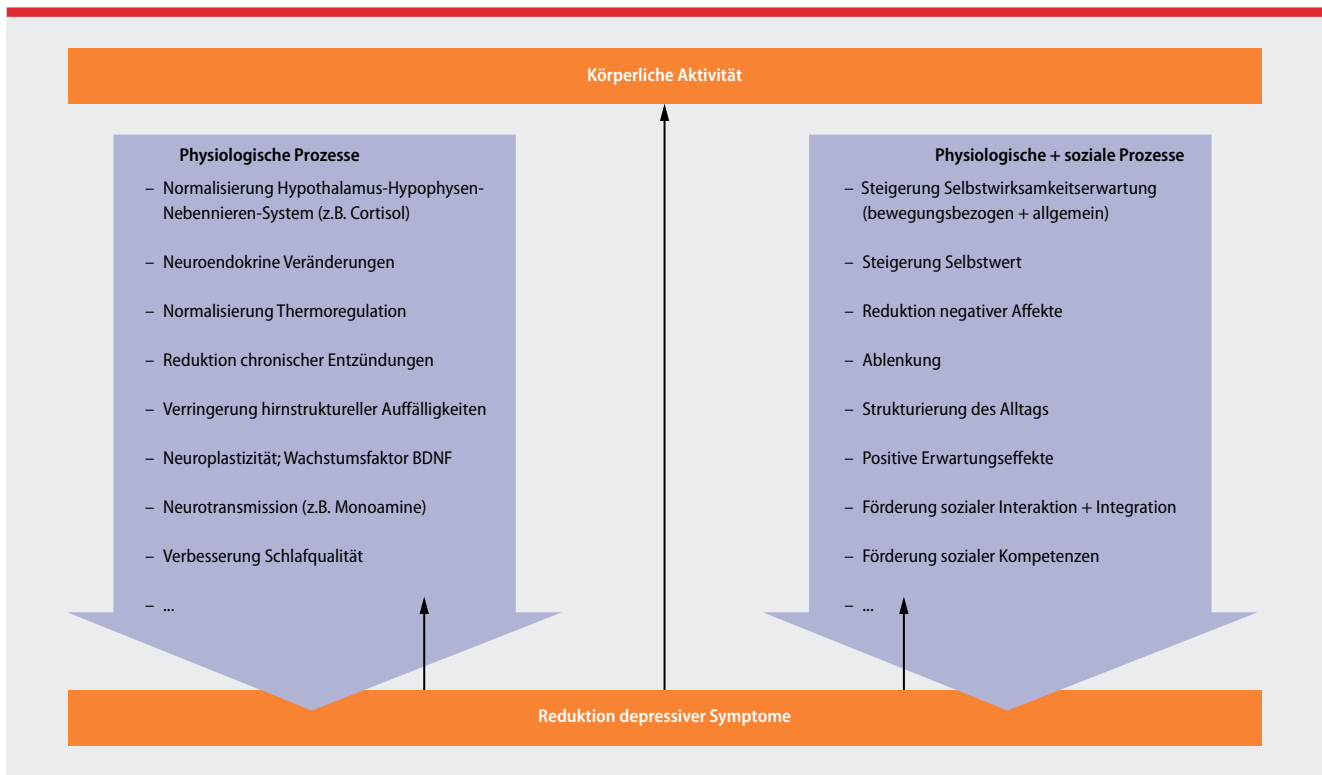 Körperliche Aktivität
Physiologische Prozesse
– Normalisierung Hypothalamus-Hypophysen-
Nebennieren-System (z.B. Cortisol)
– Neuroendokrine Veränderungen
– Normalisierung Thermoregulation
– Reduktion chronischer Entzündungen
– Verringerung hirnstruktureller Auffälligkeiten
– Neuroplastizität; Wachstumsfaktor BDNF
– Neurotransmission (z.B. Monoamine)
– Verbesserung Schlafqualität
– ...
Physiologische + soziale Prozesse
– Steigerung Selbstwirksamkeitserwartung
(bewegungsbezogen + allgemein)
– Steigerung Selbstwert
– Reduktion negativer Affekte
– Ablenkung
– Strukturierung des Alltags
– Positive Erwartungseffekte
– Förderung sozialer Interaktion + Integration
– Förderung sozialer Kompetenzen
– ...
Reduktion depressiver Symptome